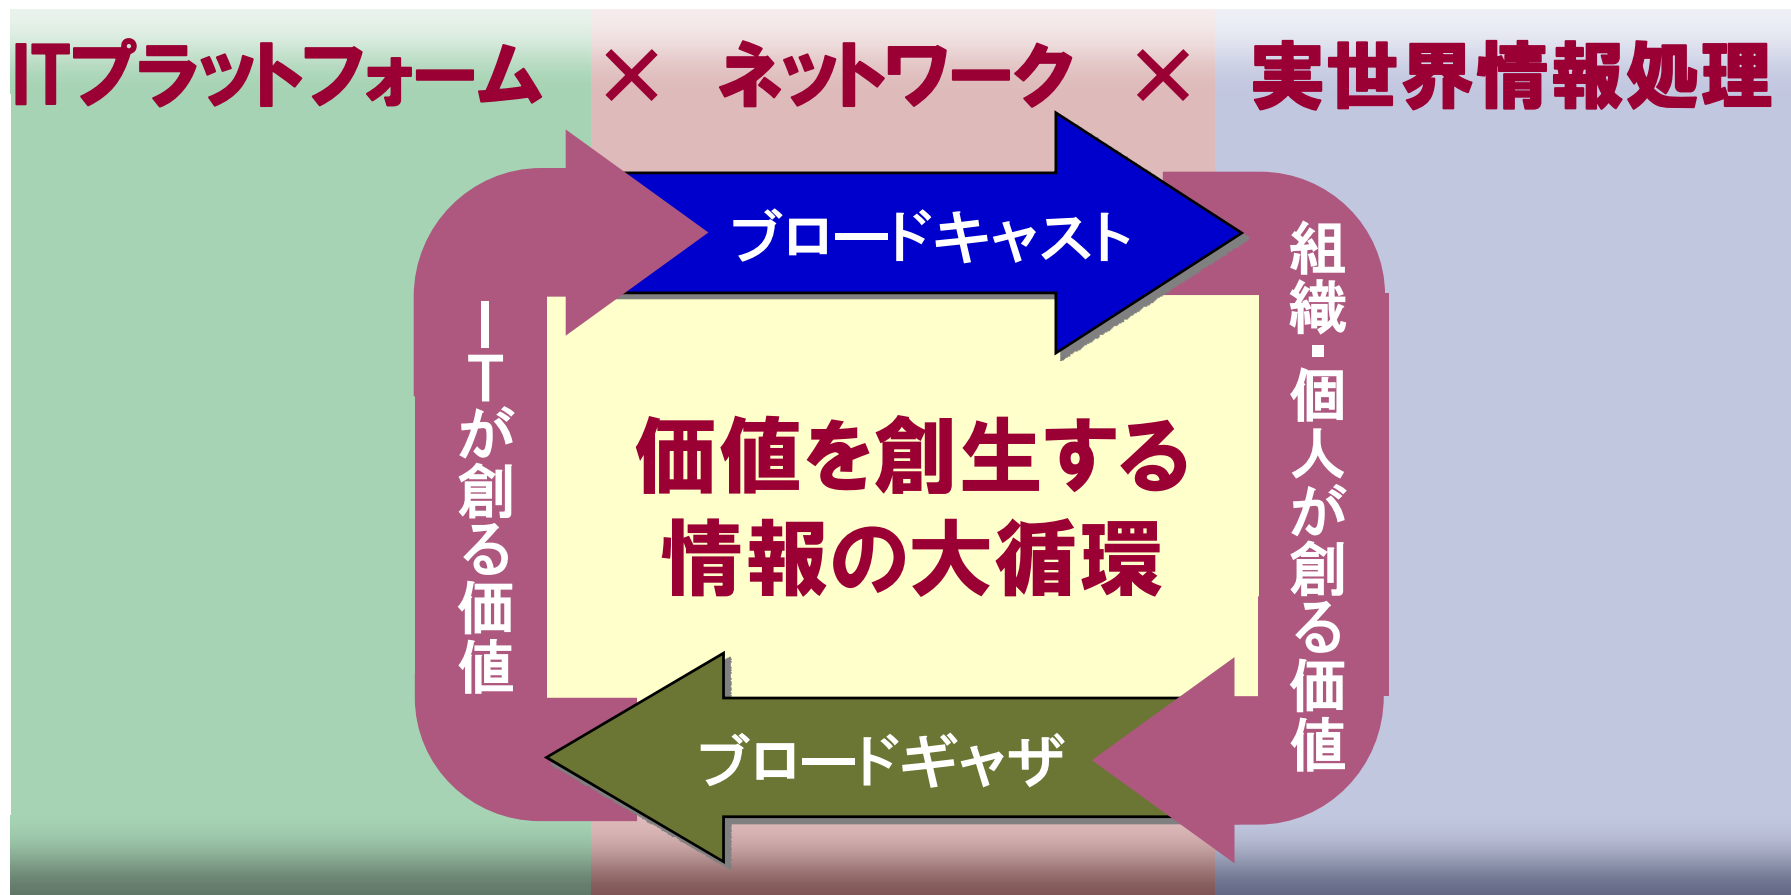 ITプラットフォーム × ネットワーク × 実世界情報処理
ブロードキャスト
ITが創る価値
組織・個人が創る価値
価値を創生する
情報の大循環
ブロードギャザ